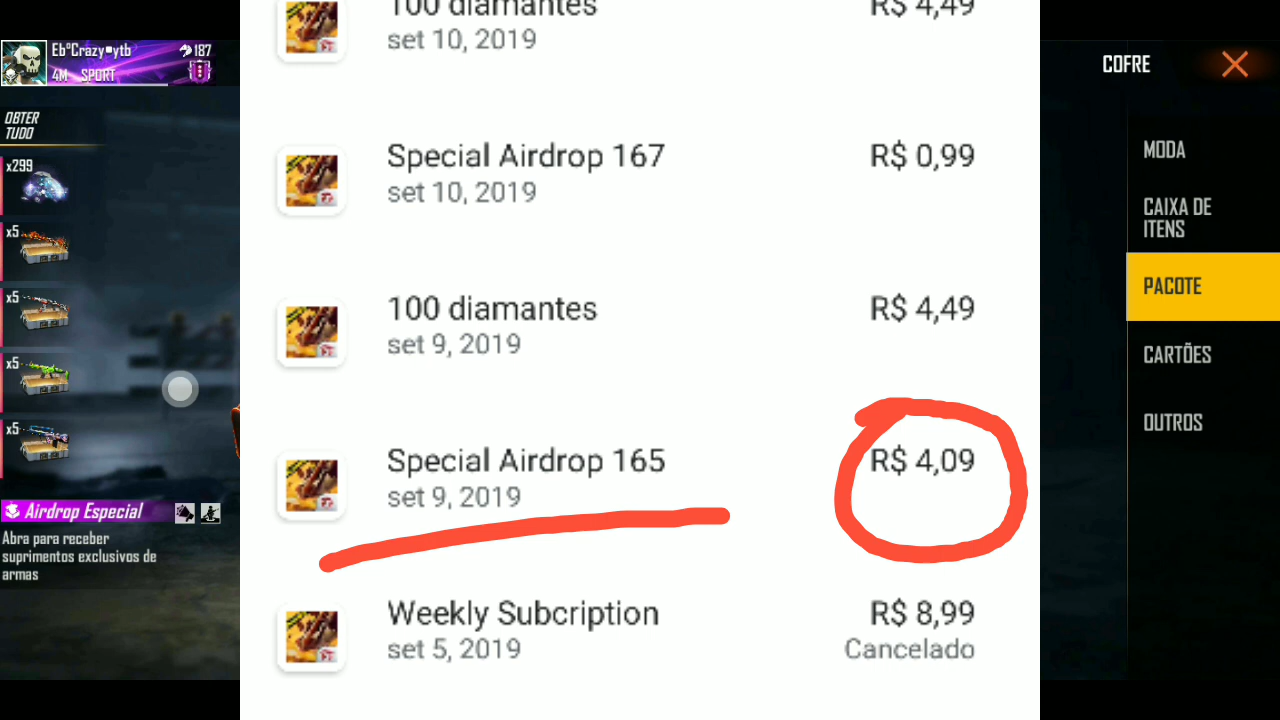 Eb°Crazy•ytb
187
4M SPORT
OBTER
TUDO
x299
x5
x5
x5
x5
Airdrop Especial
Abra para receber
suprimentos exclusivos de
armas
100 diamantes R$ 4,49
set 10, 2019
Special Airdrop 167 R$ 0,99
set 10, 2019
100 diamantes R$ 4,49
set 9, 2019
Special Airdrop 165 R$ 4,09
set 9, 2019
Weekly Subcription R$ 8,99
set 5, 2019 Cancelado
COFRE
MODA
CAIXA DE
ITENS
PACOTE
CARTÕES
OUTROS